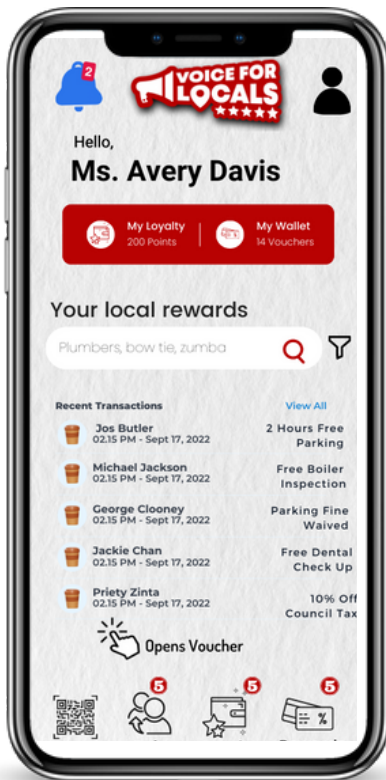 2
VOICE FOR
LOCALS
Hello,
Ms. Avery Davis
My Loyalty
200 Points
My Wallet
14 Vouchers
Your local rewards
Plumbers, bow tie, zumba
Recent Transactions
View All
Jos Butler
02.15 PM - Sept 17, 2022
2 Hours Free
Parking
Michael Jackson
02.15 PM - Sept 17, 2022
Free Boiler
Inspection
George Clooney
02.15 PM - Sept 17, 2022
Parking Fine
Waived
Jackie Chan
02.15 PM - Sept 17, 2022
Free Dental
Check Up
Priety Zinta
02.15 PM - Sept 17, 2022
10% Off
Council Tax
Opens Voucher
5
5
5
%